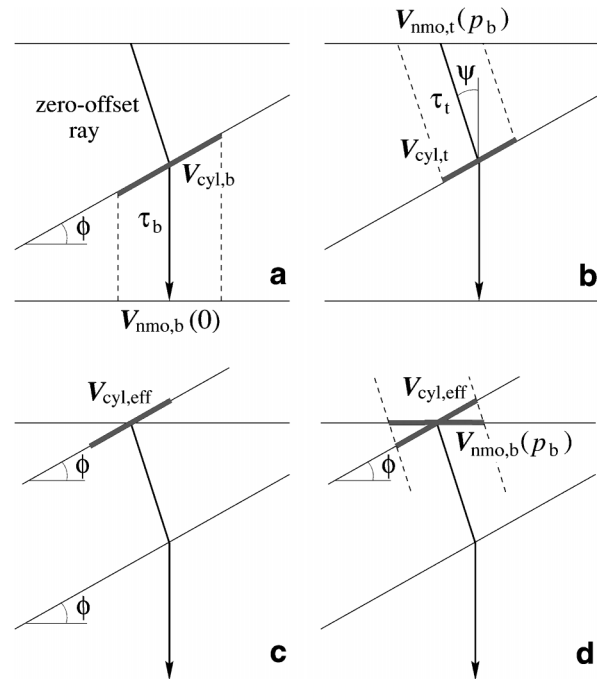 zero-offset
ray
V_cyl,b
ϕ
τ_b
a
V_nmo,b(0)
V_nmo,t(p_b)
ψ
τ_t
V_cyl,t
ϕ
b
V_cyl,eff
ϕ
ϕ
c
V_cyl,eff
V_nmo,b(p_b)
ϕ
d